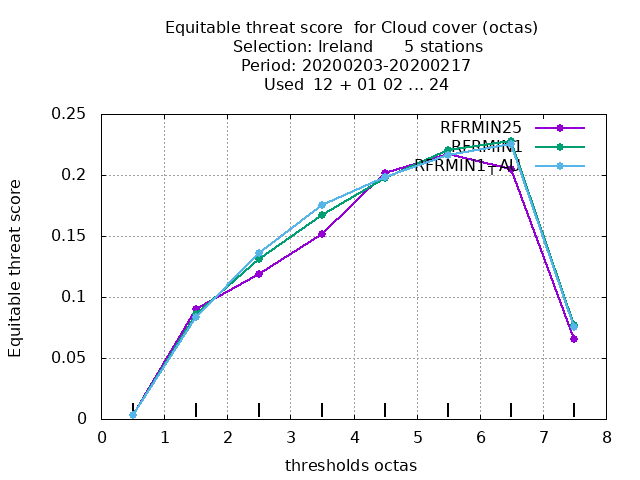 Equitable threat score  for Cloud cover (octas)
Selection: Ireland      5 stations
Period: 20200203-20200217
Used  12 + 01 02 ... 24
RFRMIN25
RFRMIN1
Equitable threat score
0.25
0.2
0.15
0.1
0.05
0
0 1 2 3 4 5 6 7 8
thresholds octas